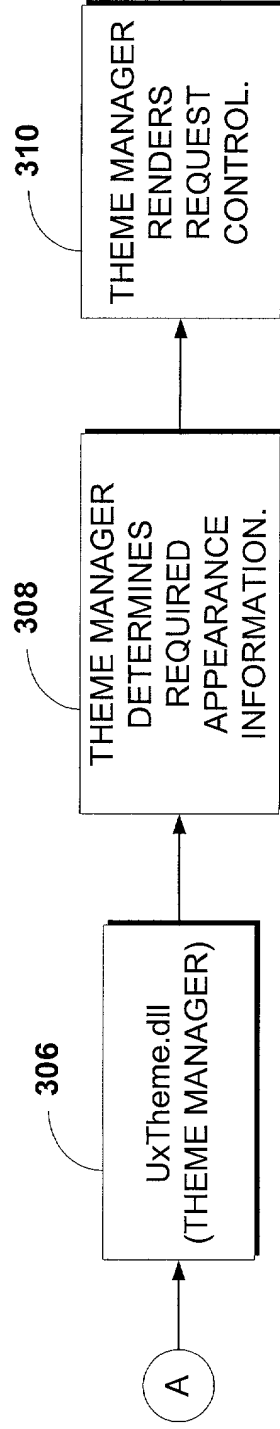 A
306
UxTheme.dll
(THEME MANAGER)
308
THEME MANAGER
DETERMINES
REQUIRED
APPEARANCE
INFORMATION.
310
THEME MANAGER
RENDERS
REQUEST
CONTROL.